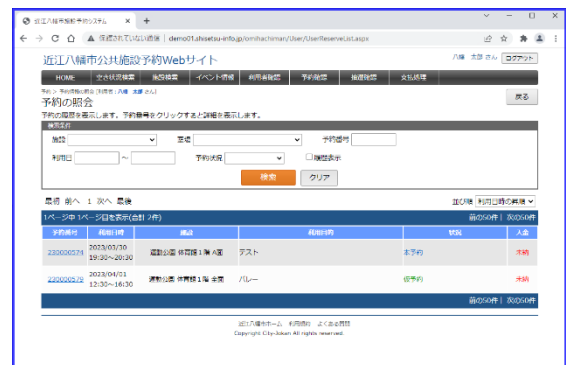 近江八幡市施設予約システム
保護されていない通信 | demo01.shisetsu-info.jp/omihachiman/User/UserReserveList.aspx
近江八幡市公共施設予約Webサイト
八幡 太郎 さん ログアウト
HOME 空き状況検索 施設検索 イベント情報 利用者確認 予約確認 抽選確認 支払処理
予約の照会
戻る
予約の履歴を表示します。予約番号をクリックすると詳細を表示します。
検索条件
施設 室場 予約番号
利用日 ～ 予約状況 履歴表示
検索 クリア
最初 前へ 1 次へ 最後 並び順 利用日時の昇順
1ページ中 1ページ目を表示(合計 2件) 前の50件 | 次の50件
予約番号 利用日時 施設 利用目的 状況 入金
230000574 2023/03/30 19:30～20:30 運動公園 体育館１階 A面 テスト 本予約 未納
230000579 2023/04/01 12:30～16:30 運動公園 体育館１階 全面 バレー 仮予約 未納
前の50件 | 次の50件
近江八幡市ホーム 利用規約 よくある質問
Copyright City-Jokan All rights reserved.